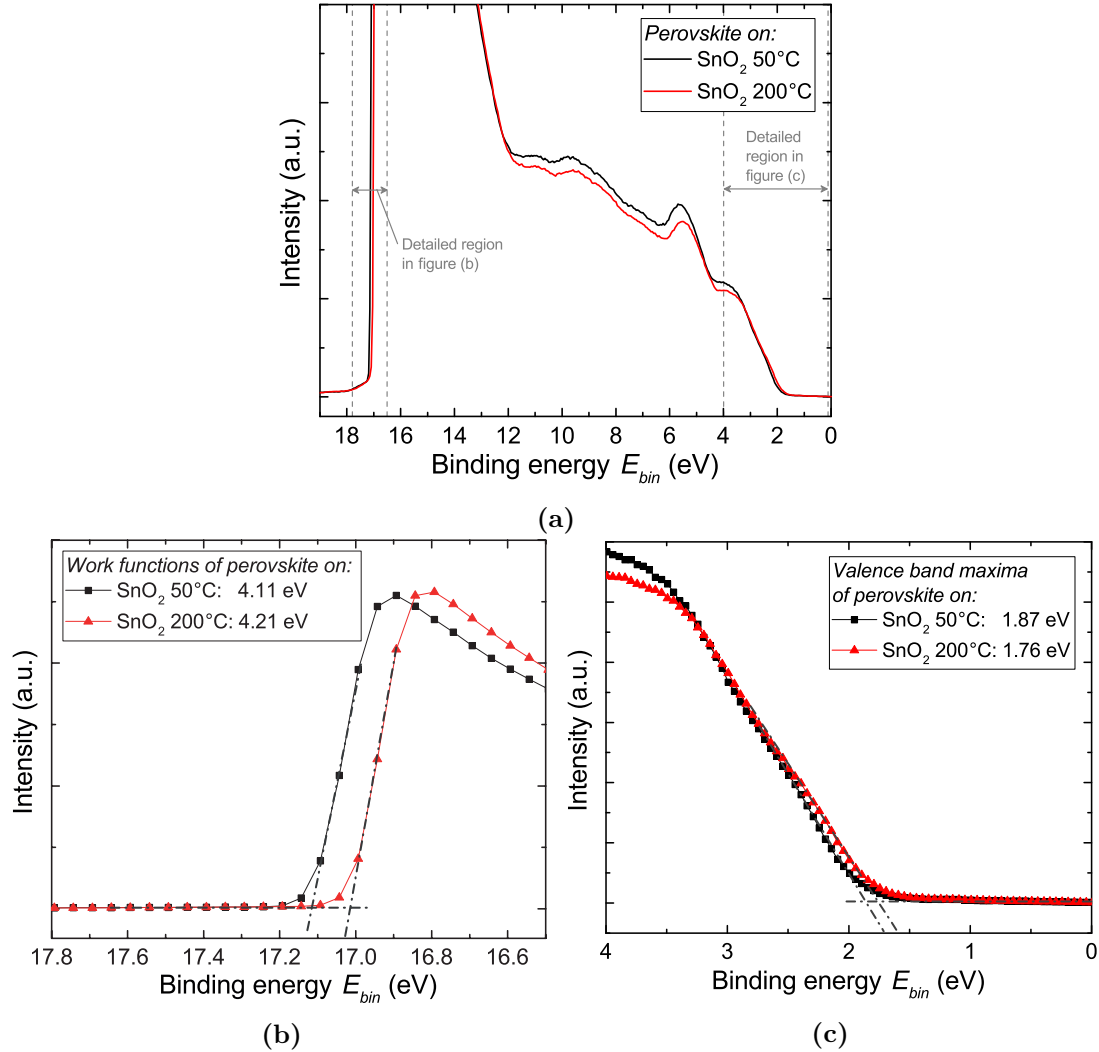 Perovskite on:
SnO₂ 50°C
SnO₂ 200°C
Detailed
region in
figure (c)
Detailed region
in figure (b)
Intensity (a.u.)
18 16 14 12 10 8 6 4 2 0
Binding energy E_bin (eV)
(a)
Work functions of perovskite on:
SnO₂ 50°C: 4.11 eV
SnO₂ 200°C: 4.21 eV
Intensity (a.u.)
17.8 17.6 17.4 17.2 17.0 16.8 16.6
Binding energy E_bin (eV)
(b)
Valence band maxima
of perovskite on:
SnO₂ 50°C: 1.87 eV
SnO₂ 200°C: 1.76 eV
Intensity (a.u.)
4 3 2 1 0
Binding energy E_bin (eV)
(c)